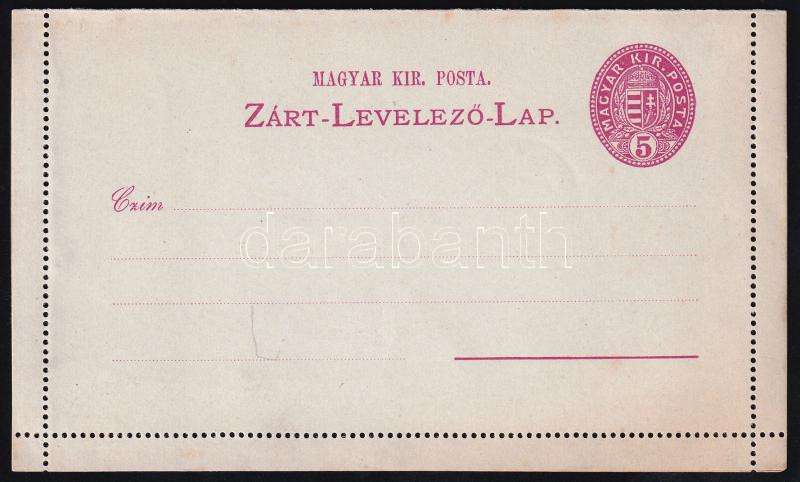 MAGYAR KIR. POSTA.
ZÁRT-LEVELEZŐ-LAP.
MAGYAR KIR. POSTA
5
Czim
darabanth